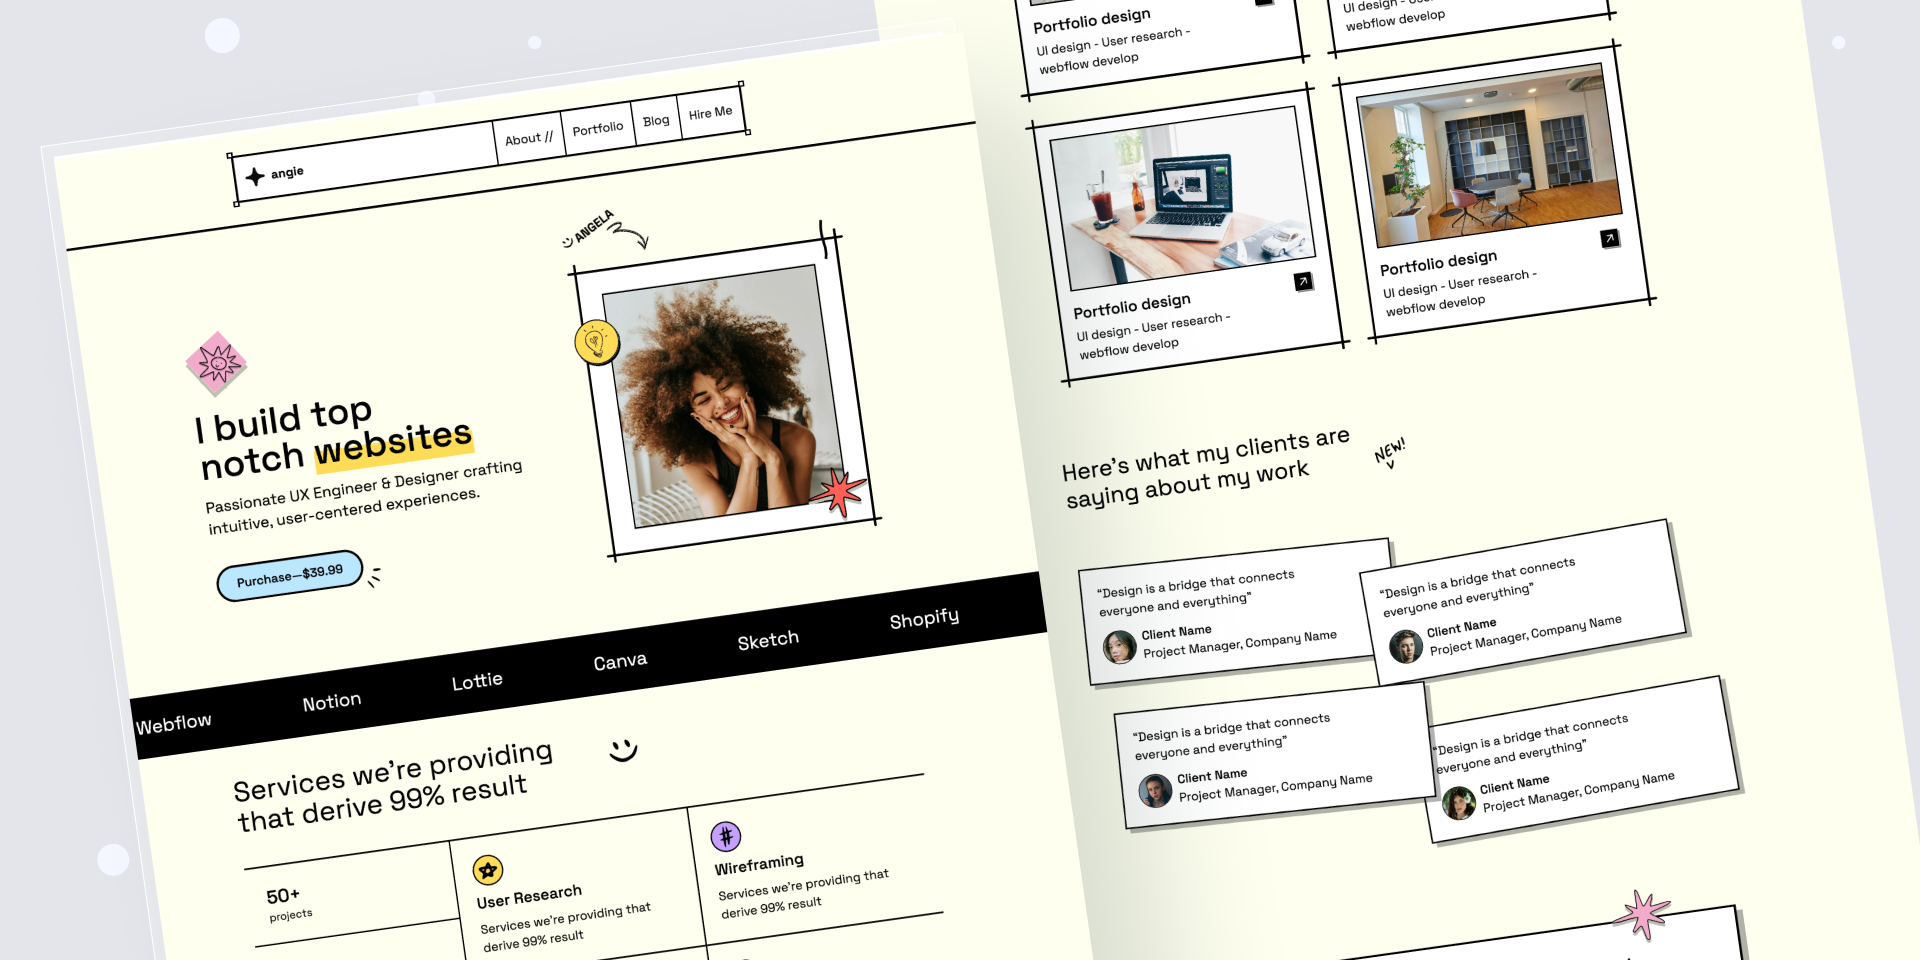 angie
About //
Portfolio
Blog
Hire Me
ANGELA
I build top
notch websites
Passionate UX Engineer & Designer crafting
intuitive, user-centered experiences.
Purchase—$39.99
Webflow
Notion
Lottie
Canva
Sketch
Shopify
Services we're providing
that derive 99% result
50+
projects
User Research
Services we're providing that
derive 99% result
Wireframing
Services we're providing that
derive 99% result
Portfolio design
UI design - User research -
webflow develop
webflow develop
Portfolio design
UI design - User research -
webflow develop
Portfolio design
UI design - User research -
webflow develop
Here's what my clients are
saying about my work
NEW!
“Design is a bridge that connects
everyone and everything”
Client Name
Project Manager, Company Name
“Design is a bridge that connects
everyone and everything”
Client Name
Project Manager, Company Name
“Design is a bridge that connects
everyone and everything”
Client Name
Project Manager, Company Name
“Design is a bridge that connects
everyone and everything”
Client Name
Project Manager, Company Name